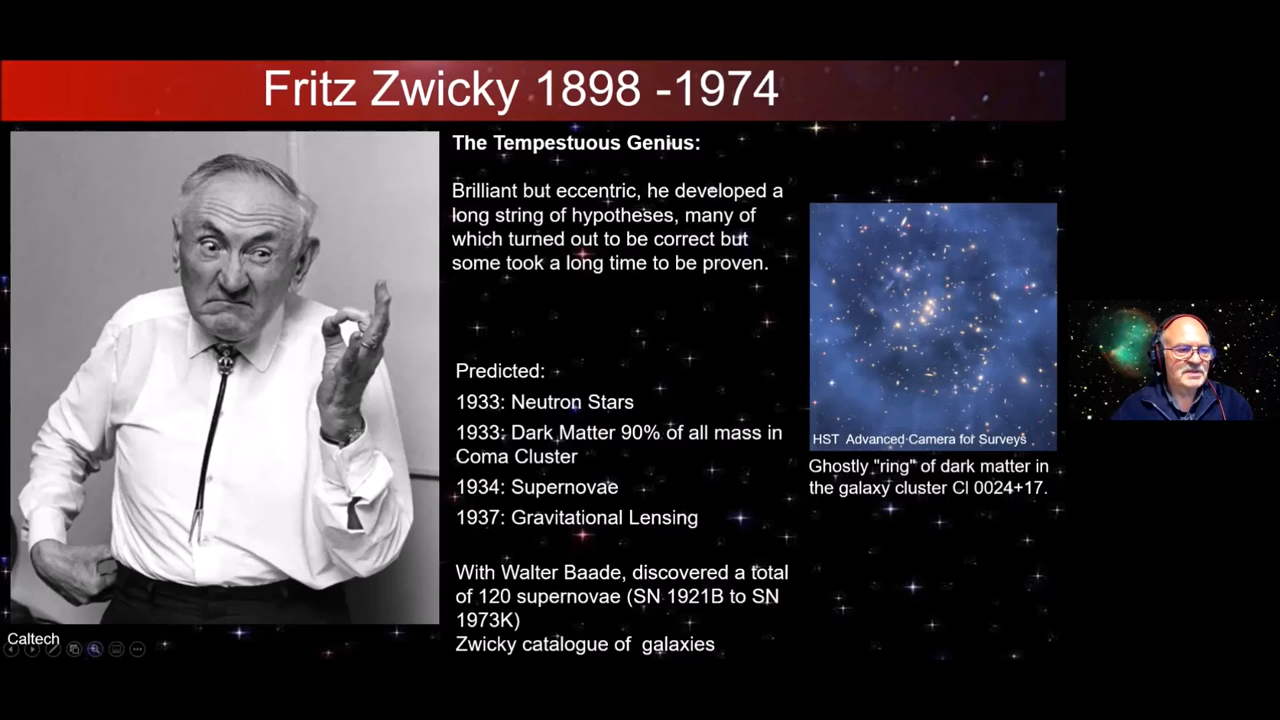 Fritz Zwicky 1898 -1974
The Tempestuous Genius:
Brilliant but eccentric, he developed a
long string of hypotheses, many of
which turned out to be correct but
some took a long time to be proven.
Predicted:
1933: Neutron Stars
1933: Dark Matter 90% of all mass in
Coma Cluster
1934: Supernovae
1937: Gravitational Lensing
With Walter Baade, discovered a total
of 120 supernovae (SN 1921B to SN
1973K)
Zwicky catalogue of  galaxies
HST  Advanced Camera for Surveys
Ghostly "ring" of dark matter in
the galaxy cluster Cl 0024+17.
Caltech